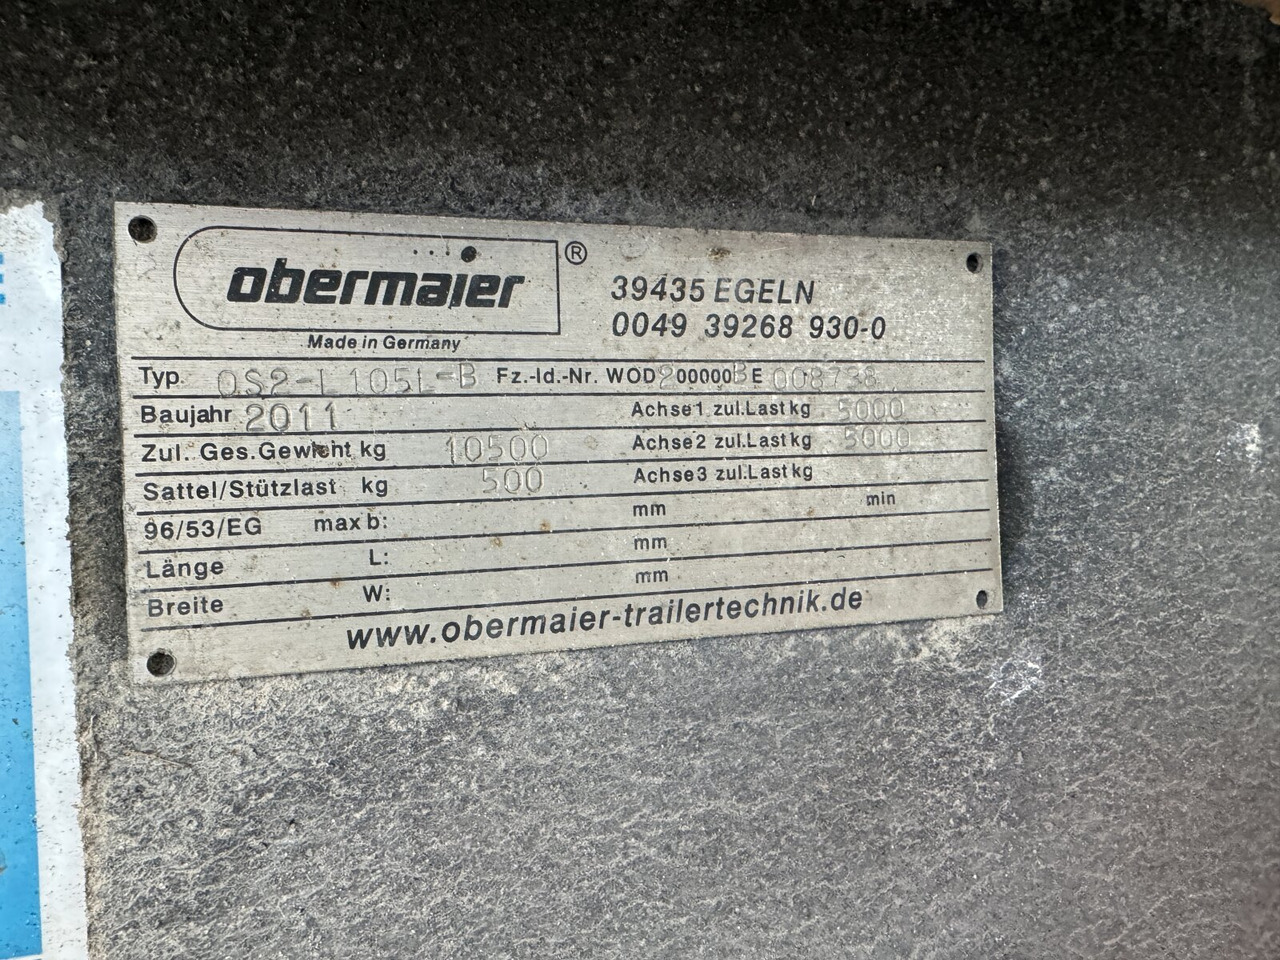 obermaier ®
39435 EGELN
0049 39268 930-0
Made in Germany
Typ OS2-L105L-B Fz.-Id.-Nr. WOD200000BE008738
Baujahr 2011 Achse1 zul.Last kg 5000
Zul. Ges.Gewicht kg 10500 Achse2 zul.Last kg 5000
Sattel/Stützlast kg 500 Achse3 zul.Last kg
96/53/EG max b: mm min
Länge L: mm
Breite W: mm
www.obermaier-trailertechnik.de